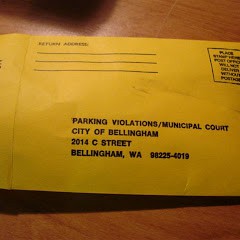 RETURN ADDRESS:
PLACE
STAMP HERE
POST OFFICE
WILL NOT
DELIVER
WITHOUT
POSTAGE
PARKING VIOLATIONS/MUNICIPAL COURT
CITY OF BELLINGHAM
2014 C STREET
BELLINGHAM, WA 98225-4019